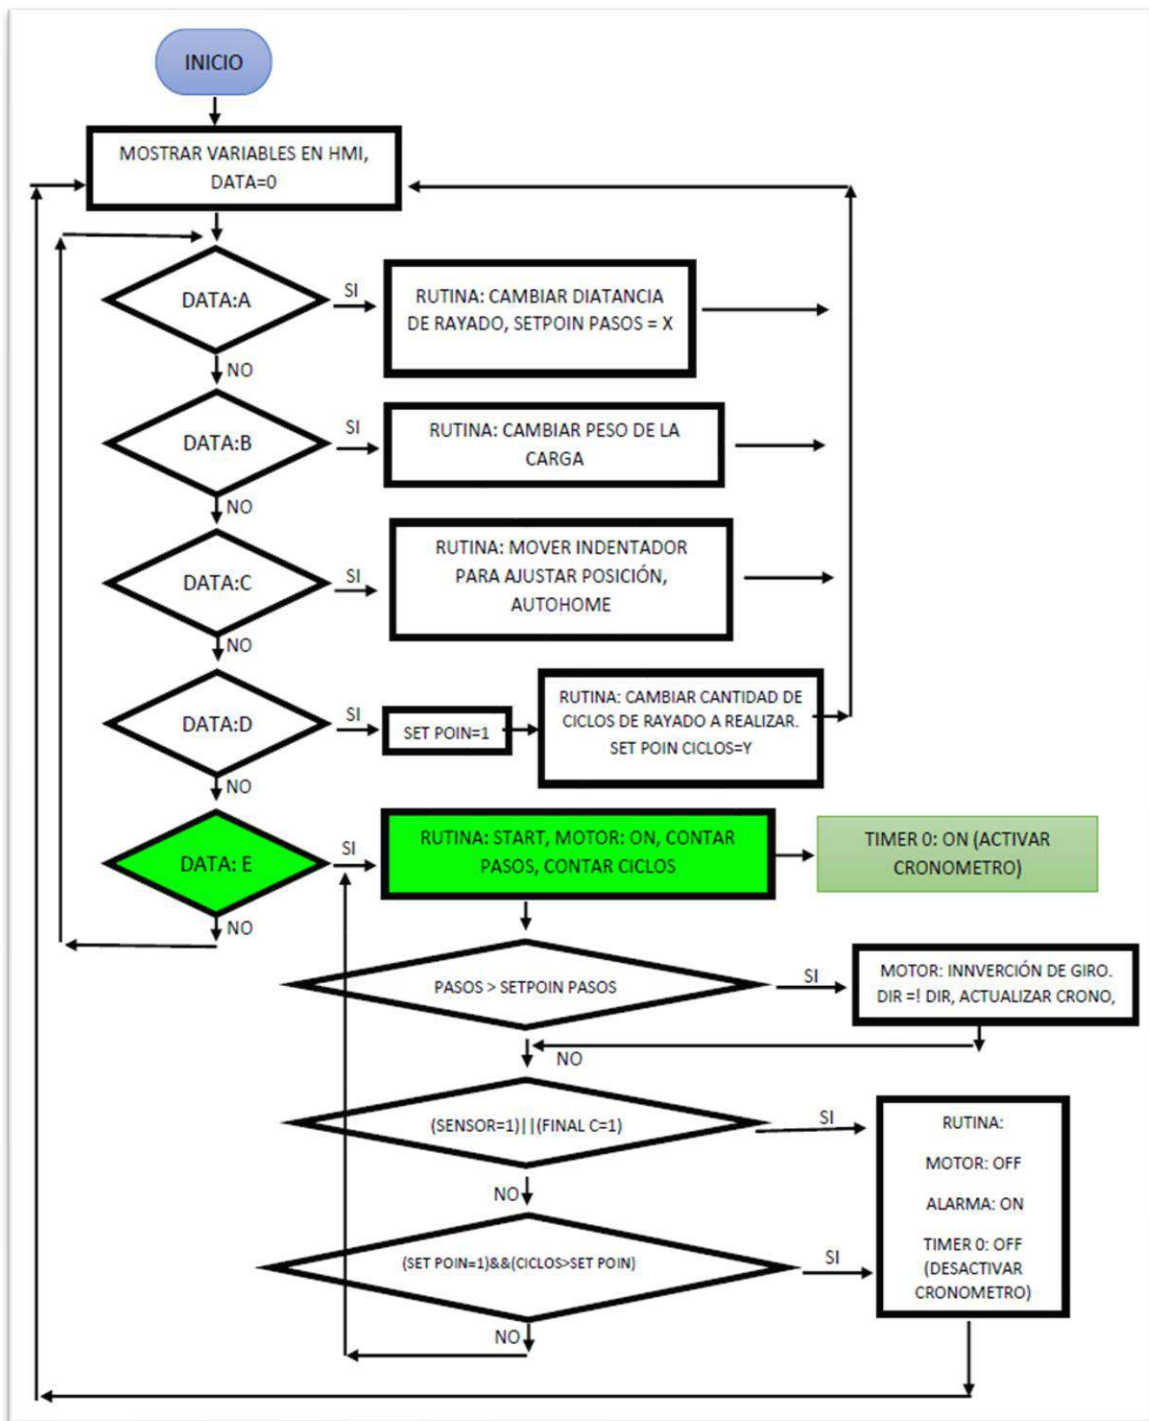 INICIO
MOSTRAR VARIABLES EN HMI,
DATA=0
DATA:A
SI
RUTINA: CAMBIAR DIATANCIA
DE RAYADO, SETPOIN PASOS = X
NO
DATA:B
SI
RUTINA: CAMBIAR PESO DE LA
CARGA
NO
DATA:C
SI
RUTINA: MOVER INDENTADOR
PARA AJUSTAR POSICIÓN,
AUTOHOME
NO
DATA:D
SI
SET POIN=1
RUTINA: CAMBIAR CANTIDAD DE
CICLOS DE RAYADO A REALIZAR.
SET POIN CICLOS=Y
NO
DATA: E
SI
RUTINA: START, MOTOR: ON, CONTAR
PASOS, CONTAR CICLOS
TIMER 0: ON (ACTIVAR
CRONOMETRO)
NO
PASOS > SETPOIN PASOS
SI
MOTOR: INNVERCIÓN DE GIRO.
DIR =! DIR, ACTUALIZAR CRONO,
NO
(SENSOR=1)||(FINAL C=1)
SI
RUTINA:
MOTOR: OFF
ALARMA: ON
TIMER 0: OFF
(DESACTIVAR
CRONOMETRO)
NO
(SET POIN=1)&&(CICLOS>SET POIN)
SI
NO